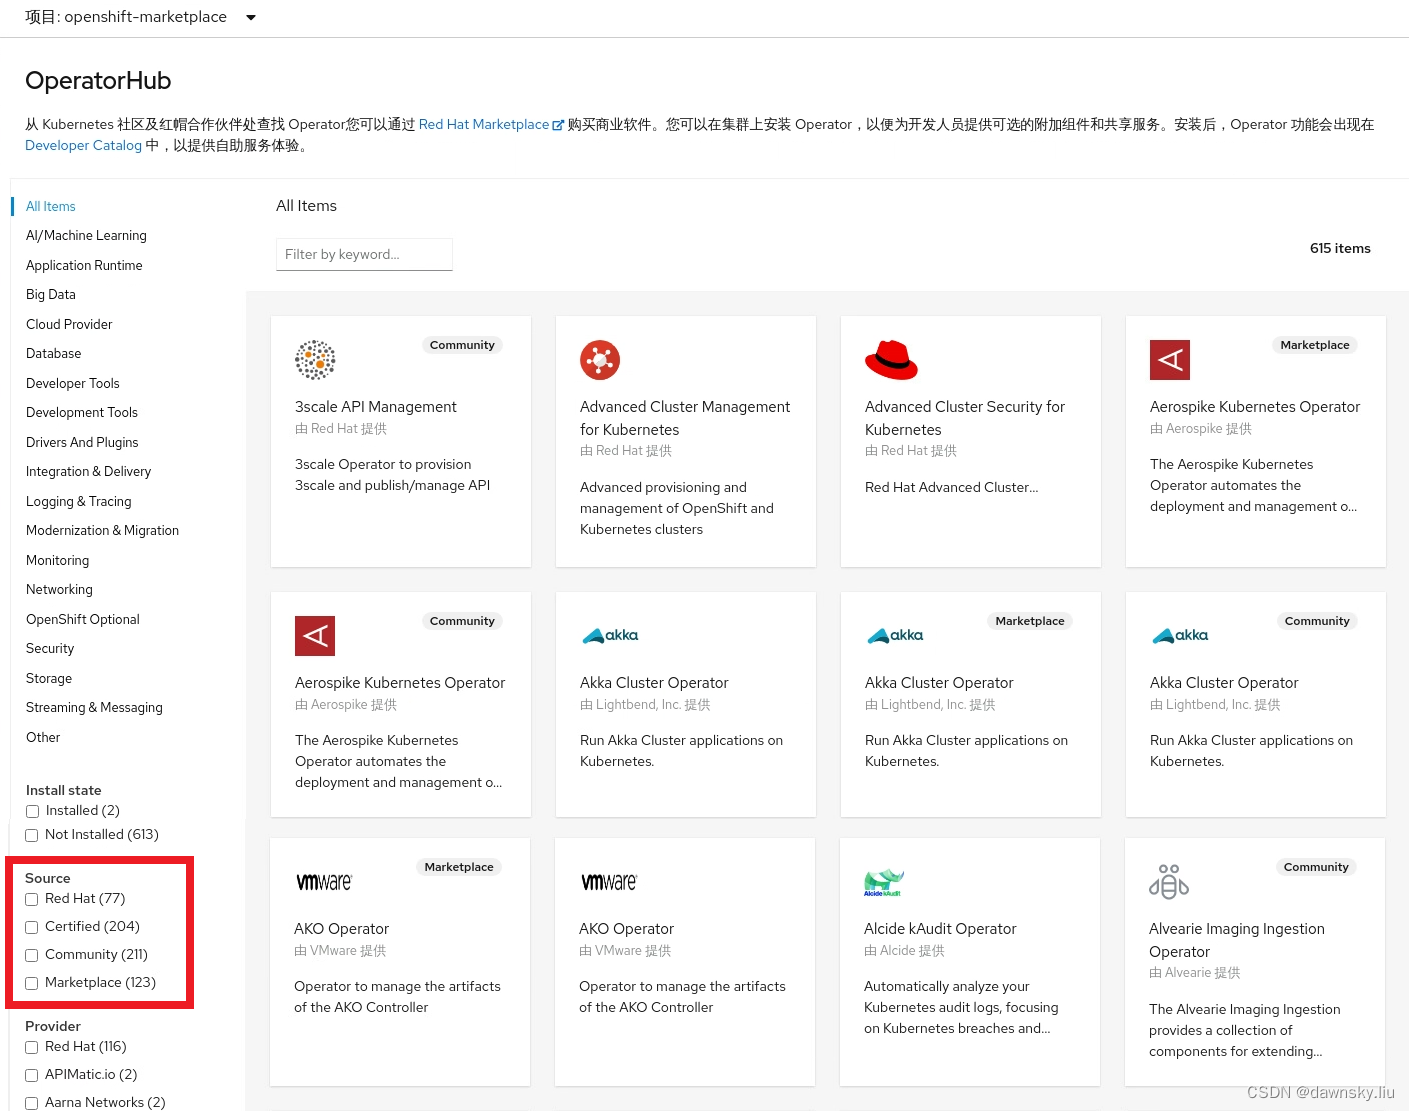 项目: openshift-marketplace
OperatorHub
从 Kubernetes 社区及红帽合作伙伴处查找 Operator您可以通过 Red Hat Marketplace 购买商业软件。您可以在集群上安装 Operator，以便为开发人员提供可选的附加组件和共享服务。安装后，Operator 功能会出现在
Developer Catalog 中，以提供自助服务体验。
All Items
AI/Machine Learning
Application Runtime
Big Data
Cloud Provider
Database
Developer Tools
Development Tools
Drivers And Plugins
Integration & Delivery
Logging & Tracing
Modernization & Migration
Monitoring
Networking
OpenShift Optional
Security
Storage
Streaming & Messaging
Other
Install state
Installed (2)
Not Installed (613)
Source
Red Hat (77)
Certified (204)
Community (211)
Marketplace (123)
Provider
Red Hat (116)
APIMatic.io (2)
Aarna Networks (2)
All Items
Filter by keyword...
615 items
Community
3scale API Management
由 Red Hat 提供
3scale Operator to provision
3scale and publish/manage API
Advanced Cluster Management
for Kubernetes
由 Red Hat 提供
Advanced provisioning and
management of OpenShift and
Kubernetes clusters
Advanced Cluster Security for
Kubernetes
由 Red Hat 提供
Red Hat Advanced Cluster...
Marketplace
Aerospike Kubernetes Operator
由 Aerospike 提供
The Aerospike Kubernetes
Operator automates the
deployment and management o...
Community
Aerospike Kubernetes Operator
由 Aerospike 提供
The Aerospike Kubernetes
Operator automates the
deployment and management o...
akka
Akka Cluster Operator
由 Lightbend, Inc. 提供
Run Akka Cluster applications on
Kubernetes.
akka
Marketplace
Akka Cluster Operator
由 Lightbend, Inc. 提供
Run Akka Cluster applications on
Kubernetes.
akka
Community
Akka Cluster Operator
由 Lightbend, Inc. 提供
Run Akka Cluster applications on
Kubernetes.
vmware
Marketplace
AKO Operator
由 VMware 提供
Operator to manage the artifacts
of the AKO Controller
vmware
AKO Operator
由 VMware 提供
Operator to manage the artifacts
of the AKO Controller
Alcide kAudit
Alcide kAudit Operator
由 Alcide 提供
Automatically analyze your
Kubernetes audit logs, focusing
on Kubernetes breaches and...
Community
Alvearie Imaging Ingestion
Operator
由 Alvearie 提供
The Alvearie Imaging Ingestion
provides a collection of
components for extending...
CSDN @dawnsky.liu